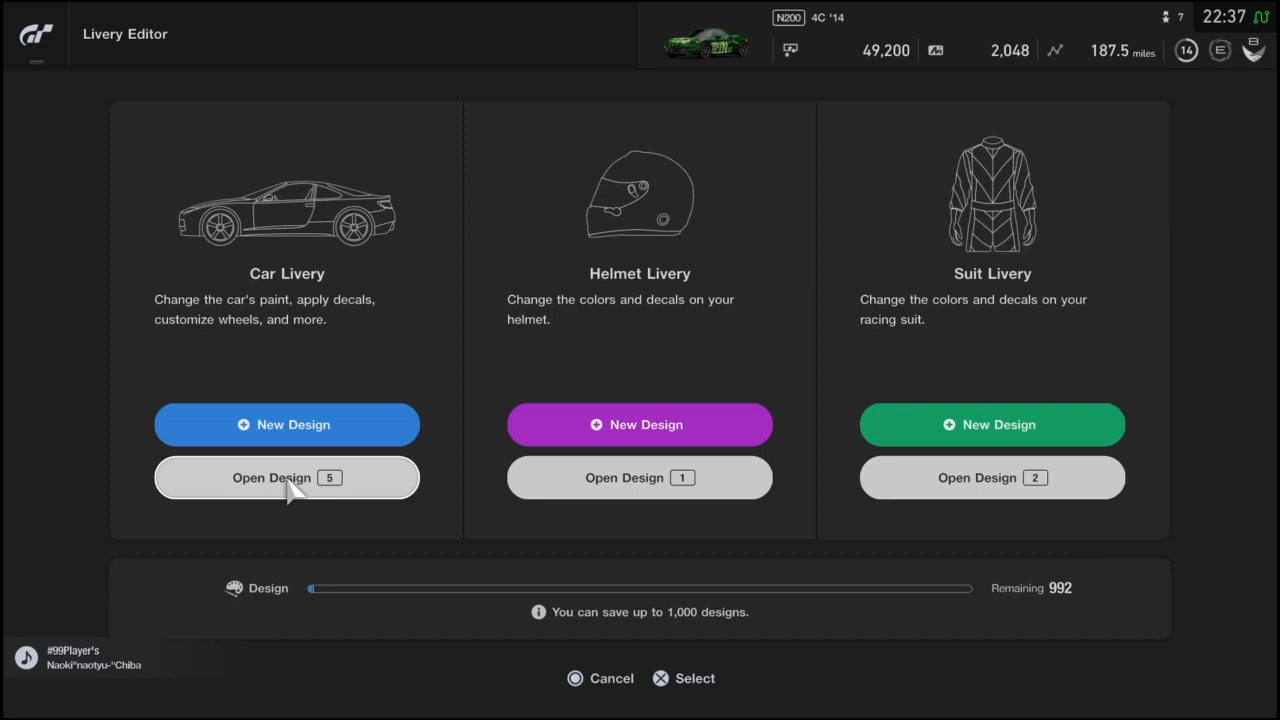 Livery Editor
N200 4C '14
7 22:37
49,200 2,048 187.5 miles 14 E B
Car Livery
Change the car's paint, apply decals,
customize wheels, and more.
New Design
Open Design 5
Helmet Livery
Change the colors and decals on your
helmet.
New Design
Open Design 1
Suit Livery
Change the colors and decals on your
racing suit.
New Design
Open Design 2
Design Remaining 992
You can save up to 1,000 designs.
#99Player's
Naoki"naotyu-"Chiba
Cancel Select